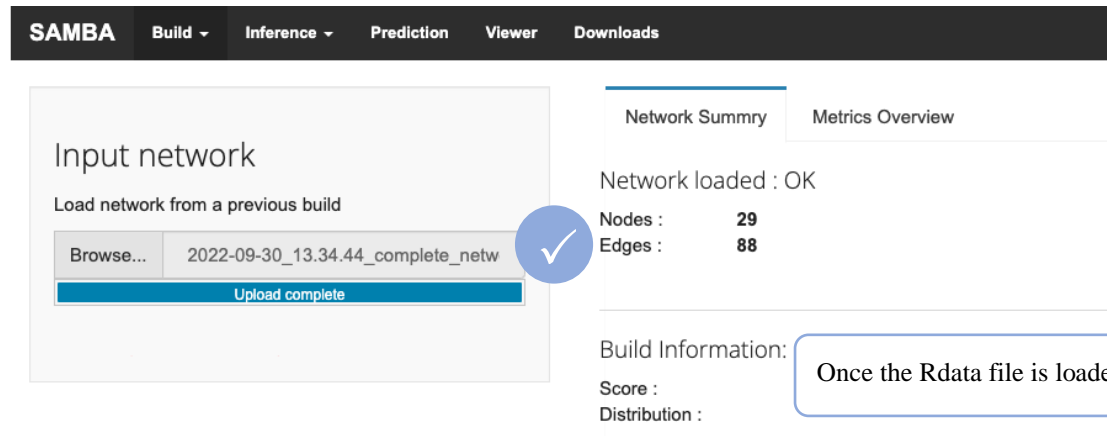 SAMBA Build Inference Prediction Viewer Downloads
Input network
Load network from a previous build
Browse... 2022-09-30_13.34.44_complete_netw
Upload complete
Network Summry Metrics Overview
Network loaded : OK
Nodes : 29
Edges : 88
Build Information:
Score :
Distribution :
Once the Rdata file is loade